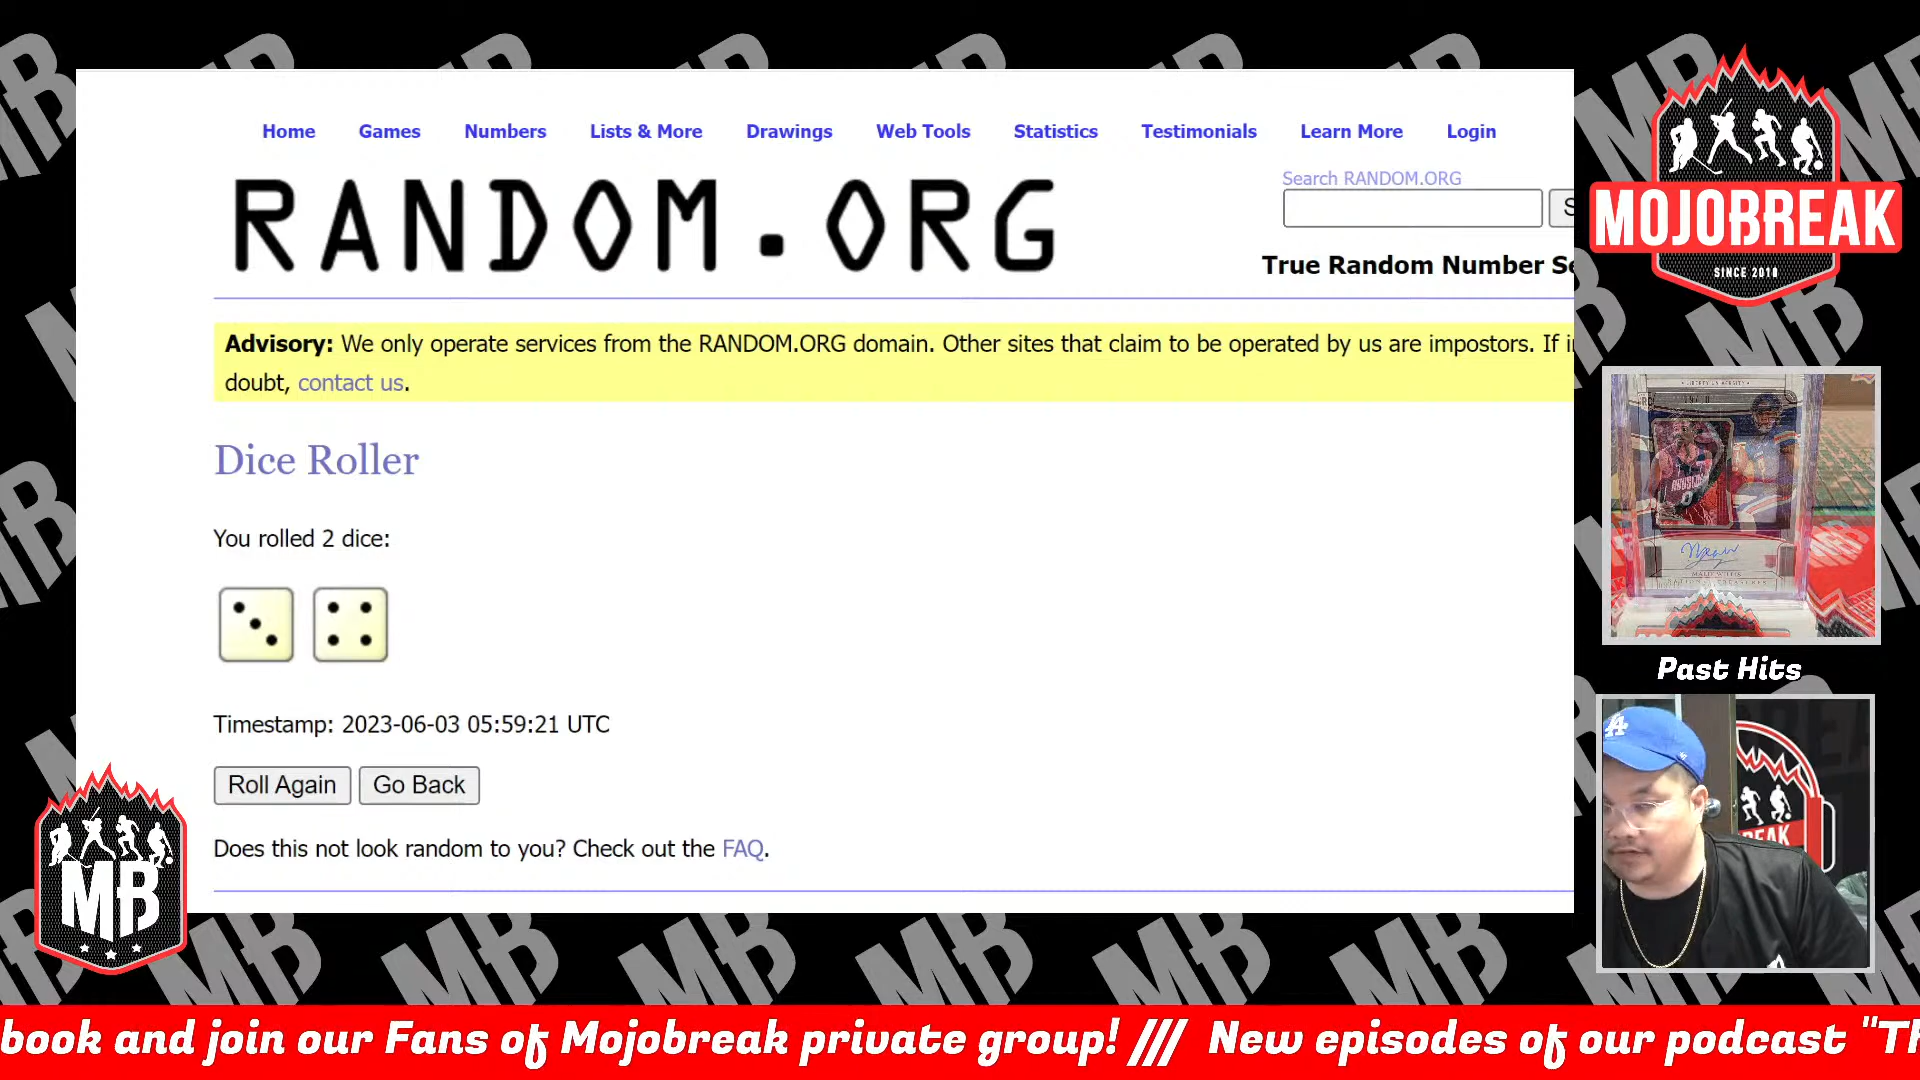 Home Games Numbers Lists & More Drawings Web Tools Statistics Testimonials Learn More Login
RANDOM.ORG
Search RANDOM.ORG
S
True Random Number Se
Advisory: We only operate services from the RANDOM.ORG domain. Other sites that claim to be operated by us are impostors. If in
doubt, contact us.
Dice Roller
You rolled 2 dice:
Timestamp: 2023-06-03 05:59:21 UTC
Roll Again Go Back
Does this not look random to you? Check out the FAQ.
MOJOBREAK
SINCE 2010
Past Hits
MB
book and join our Fans of Mojobreak private group! /// New episodes of our podcast "Th